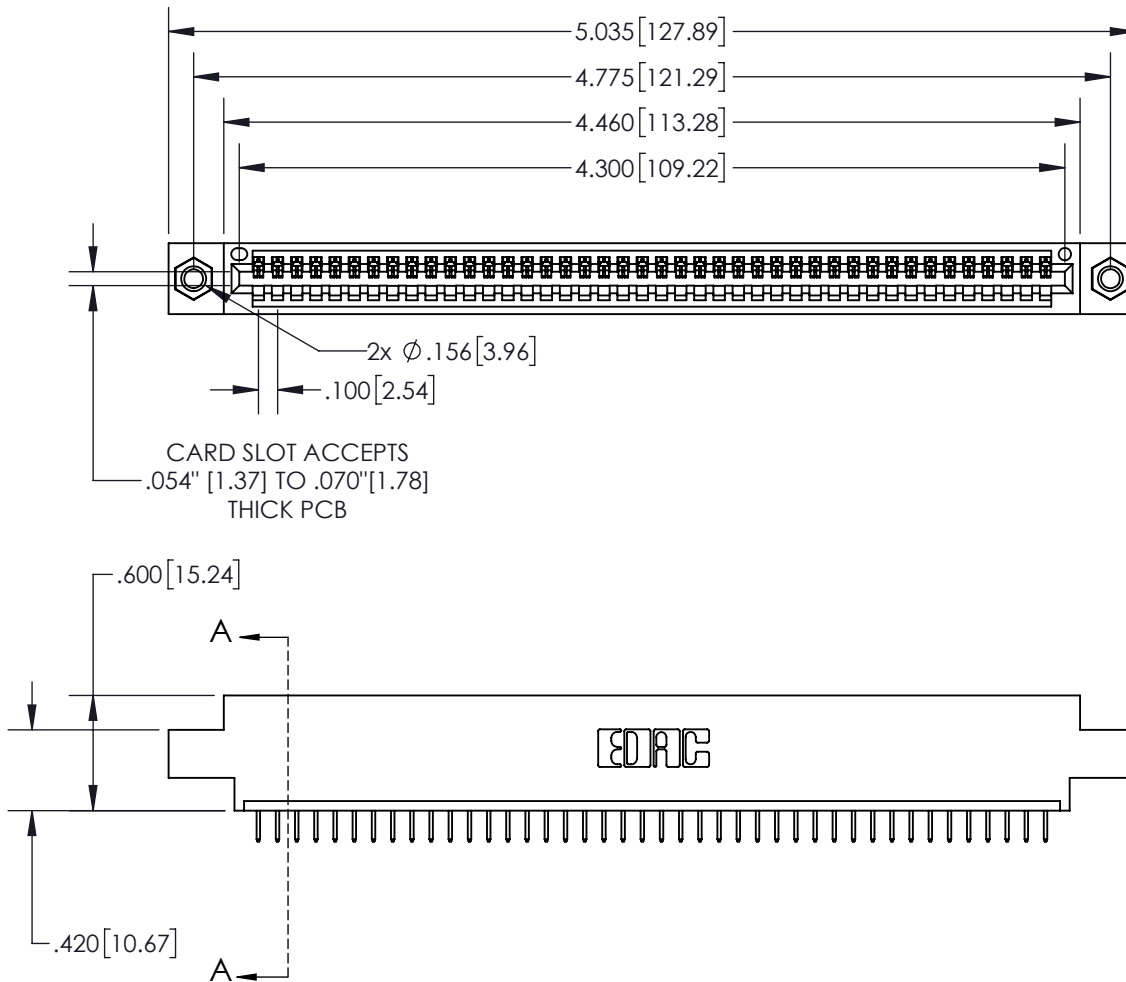 5.035[127.89]
4.775[121.29]
4.460[113.28]
4.300[109.22]
2x Ø.156[3.96]
.100[2.54]
CARD SLOT ACCEPTS
.054" [1.37] TO .070"[1.78]
THICK PCB
.600[15.24]
A
EDAC
.420[10.67]
A